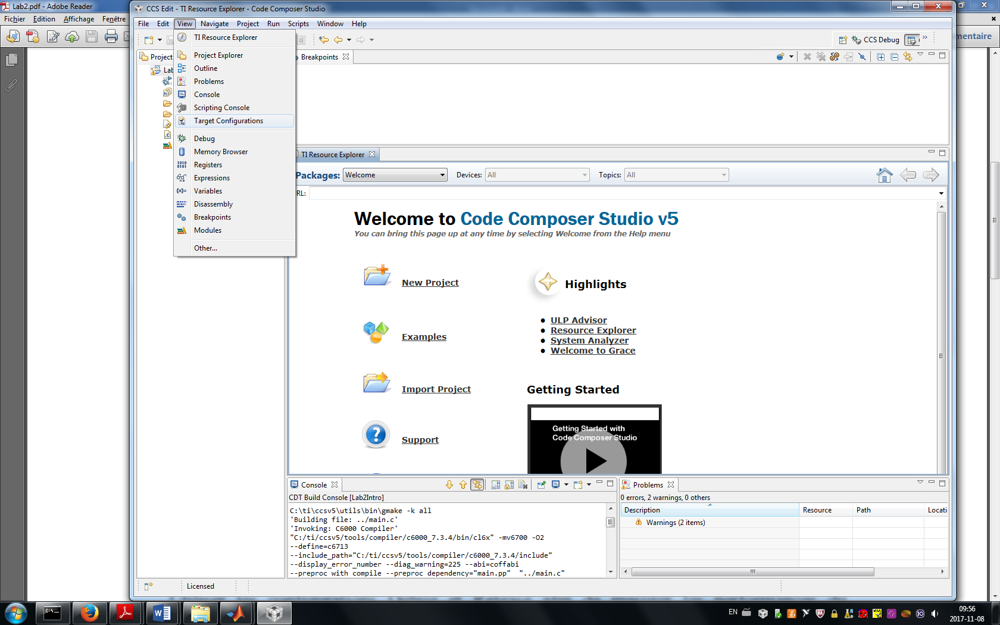 Lab2.pdf - Adobe Reader
Fichier Edition Affichage Fenêtre
CCS Edit - TI Resource Explorer - Code Composer Studio
File Edit View Navigate Project Run Scripts Window Help
CCS Debug
mentaire
TI Resource Explorer
Project Explorer
Outline
Problems
Console
Scripting Console
Target Configurations
Debug
Memory Browser
Registers
Expressions
Variables
Disassembly
Breakpoints
Modules
Other...
Project
Lab
Breakpoints
TI Resource Explorer
Packages: Welcome Devices: All Topics: All
RL:
Welcome to Code Composer Studio v5
You can bring this page up at any time by selecting Welcome from the Help menu
New Project
Examples
Import Project
Support
Highlights
ULP Advisor
Resource Explorer
System Analyzer
Welcome to Grace
Getting Started
Getting Started with
Code Composer Studio
Console
CDT Build Console [Lab2Intro]
C:\ti\ccsv5\utils\bin\gmake -k all
'Building file: ../main.c'
'Invoking: C6000 Compiler'
"C:/ti/ccsv5/tools/compiler/c6000_7.3.4/bin/cl6x" -mv6700 -O2
--define=c6713
--include_path="C:/ti/ccsv5/tools/compiler/c6000_7.3.4/include"
--display_error_number --diag_warning=225 --abi=coffabi
--preproc_with_compile --preproc_dependency="main.pp" "../main.c"
Problems
0 errors, 2 warnings, 0 others
Description Resource Path Locati
Warnings (2 items)
Licensed
EN
09:56
2017-11-08